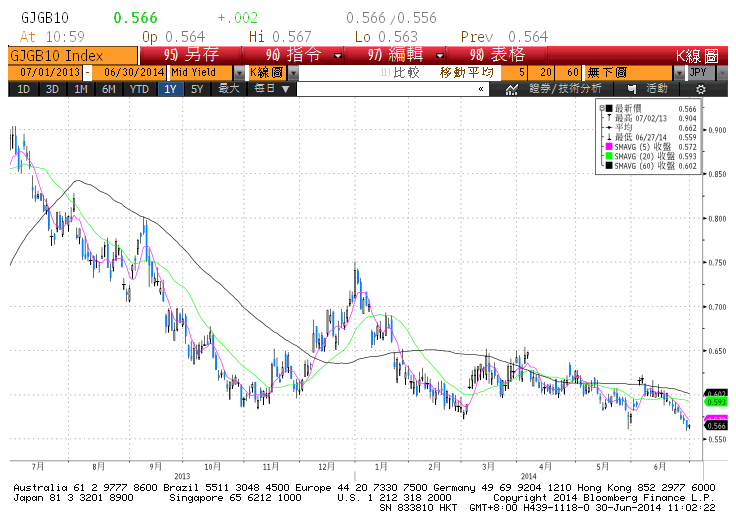 GJGB10 0.566 +.002 0.566 /0.556
At 10:59 Op 0.564 Hi 0.567 Lo 0.563 Prev 0.564
GJGB10 Index 95) 另存 96) 指令 97) 編輯 98) 表格 K線圖
07/01/2013 - 06/30/2014 Mid Yield K線圖 比較 移動平均 5 20 60 無下圖 JPY
1D 3D 1M 6M YTD 1Y 5Y 最大 每日 ▼ « 證券/技術分析 活動
最新價 0.566
最高 07/02/13 0.904
平均 0.662
最低 06/27/14 0.559
SMAVG (5) 收盤 0.572
SMAVG (20) 收盤 0.593
SMAVG (60) 收盤 0.602
0.900
0.850
0.800
0.750
0.700
0.650
0.602
0.593
0.566
0.550
7月 8月 9月 10月 11月 12月 1月 2月 3月 4月 5月 6月
2013 2014
Australia 61 2 9777 8600 Brazil 5511 3048 4500 Europe 44 20 7330 7500 Germany 49 69 9204 1210 Hong Kong 852 2977 6000
Japan 81 3 3201 8900 Singapore 65 6212 1000 U.S. 1 212 318 2000 Copyright 2014 Bloomberg Finance L.P.
SN 833810 HKT GMT+8:00 H439-1118-0 30-Jun-2014 11:02:22